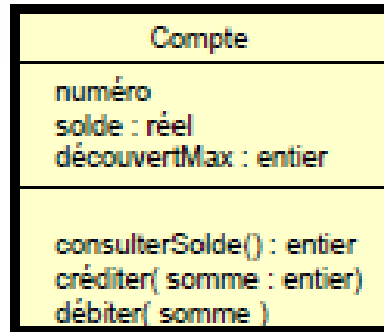 Compte
numéro
solde : réel
découvertMax : entier
consulterSolde() : entier
créditer( somme : entier)
débiter( somme )